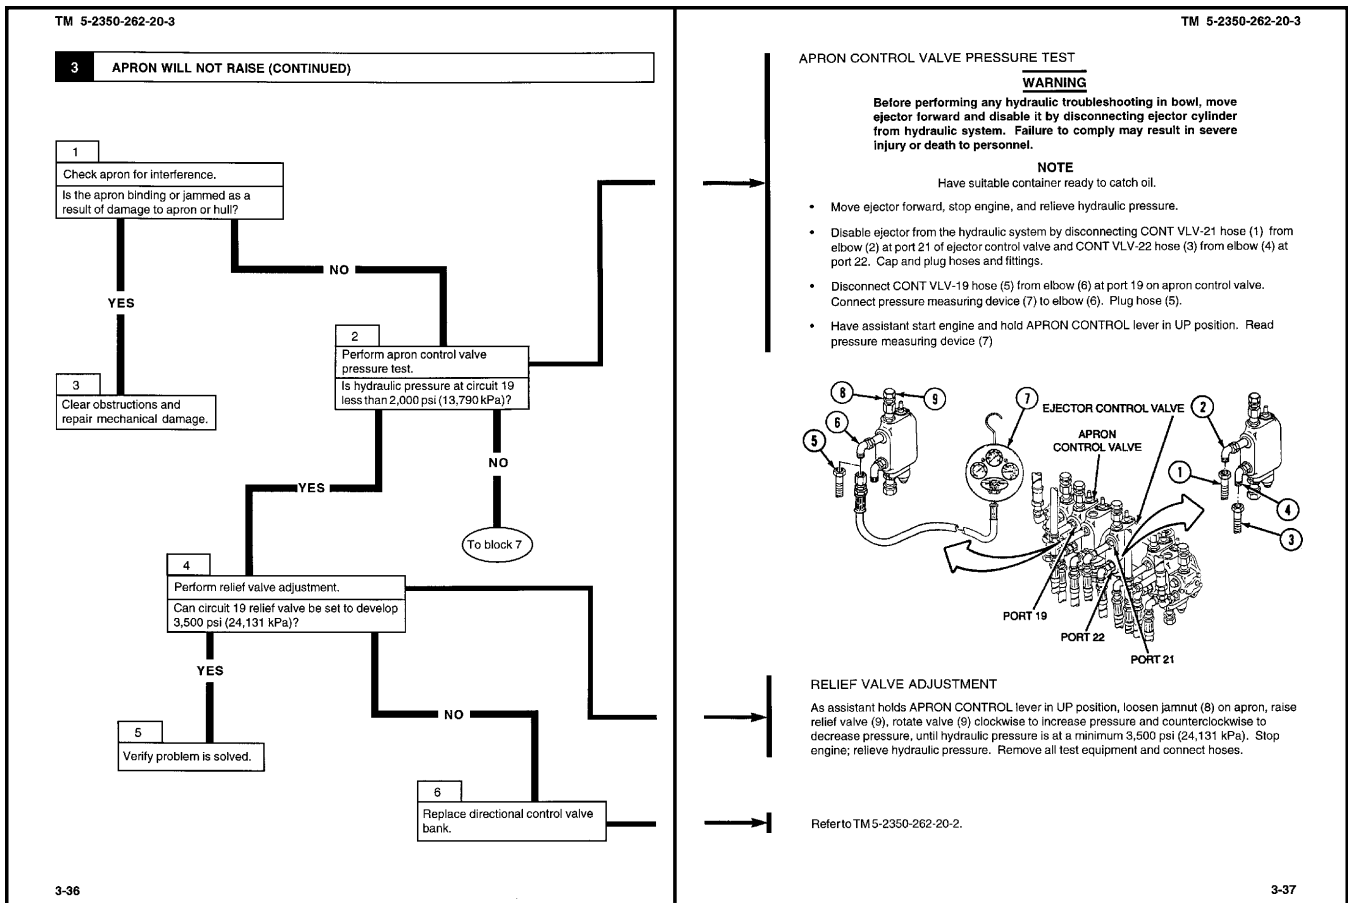 TM 5-2350-262-20-3
3 APRON WILL NOT RAISE (CONTINUED)
1
Check apron for interference.
Is the apron binding or jammed as a
result of damage to apron or hull?
NO
YES
2
Perform apron control valve
pressure test.
Is hydraulic pressure at circuit 19
less than 2,000 psi (13,790 kPa)?
3
Clear obstructions and
repair mechanical damage.
NO
YES
To block 7
4
Perform relief valve adjustment.
Can circuit 19 relief valve be set to develop
3,500 psi (24,131 kPa)?
YES
NO
5
Verify problem is solved.
6
Replace directional control valve
bank.
3-36
TM 5-2350-262-20-3
APRON CONTROL VALVE PRESSURE TEST
WARNING
Before performing any hydraulic troubleshooting in bowl, move
ejector forward and disable it by disconnecting ejector cylinder
from hydraulic system. Failure to comply may result in severe
injury or death to personnel.
NOTE
Have suitable container ready to catch oil.
• Move ejector forward, stop engine, and relieve hydraulic pressure.
• Disable ejector from the hydraulic system by disconnecting CONT VLV-21 hose (1) from
elbow (2) at port 21 of ejector control valve and CONT VLV-22 hose (3) from elbow (4) at
port 22. Cap and plug hoses and fittings.
• Disconnect CONT VLV-19 hose (5) from elbow (6) at port 19 on apron control valve.
Connect pressure measuring device (7) to elbow (6). Plug hose (5).
• Have assistant start engine and hold APRON CONTROL lever in UP position. Read
pressure measuring device (7)
8
9
7
EJECTOR CONTROL VALVE
2
6
APRON
CONTROL VALVE
5
1
4
3
PORT 19
PORT 22
PORT 21
RELIEF VALVE ADJUSTMENT
As assistant holds APRON CONTROL lever in UP position, loosen jamnut (8) on apron, raise
relief valve (9), rotate valve (9) clockwise to increase pressure and counterclockwise to
decrease pressure, until hydraulic pressure is at a minimum 3,500 psi (24,131 kPa). Stop
engine; relieve hydraulic pressure. Remove all test equipment and connect hoses.
Refer to TM 5-2350-262-20-2.
3-37